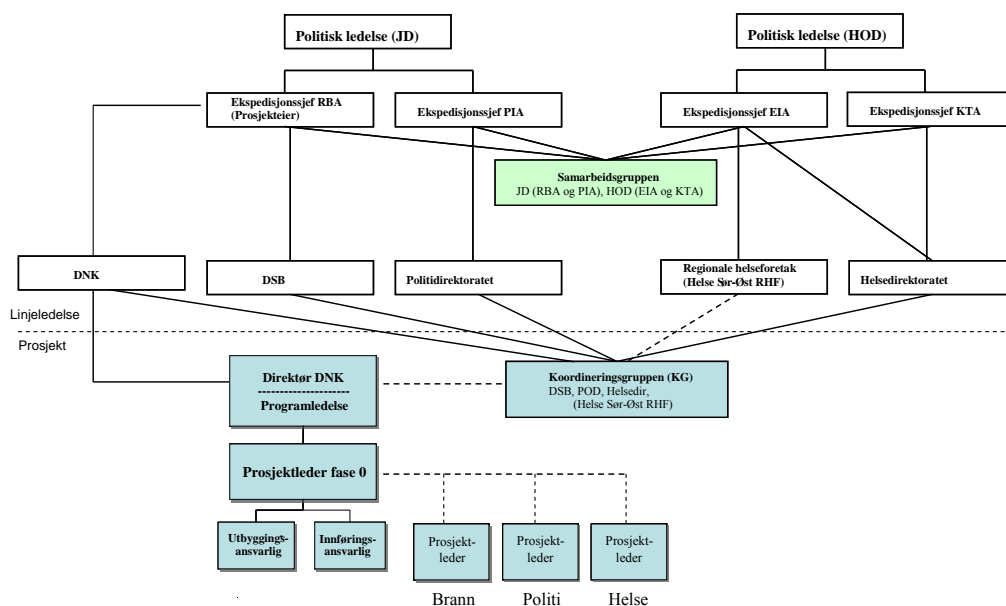 Politisk ledelse (JD)
Politisk ledelse (HOD)
Ekspedisjonssjef RBA
(Prosjekteier)
Ekspedisjonssjef PIA
Ekspedisjonssjef EIA
Ekspedisjonssjef KTA
Samarbeidsgruppen
JD (RBA og PIA), HOD (EIA og KTA)
DNK
DSB
Politidirektoratet
Regionale helseforetak
(Helse Sør-Øst RHF)
Helsedirektoratet
Linjeledelse
Prosjekt
Direktør DNK
---------------------
Programledelse
Koordineringsgruppen (KG)
DSB, POD, Helsedir,
(Helse Sør-Øst RHF)
Prosjektleder fase 0
Utbyggings-
ansvarlig
Innførings-
ansvarlig
Prosjekt-
leder
Prosjekt-
leder
Prosjekt-
leder
Brann
Politi
Helse